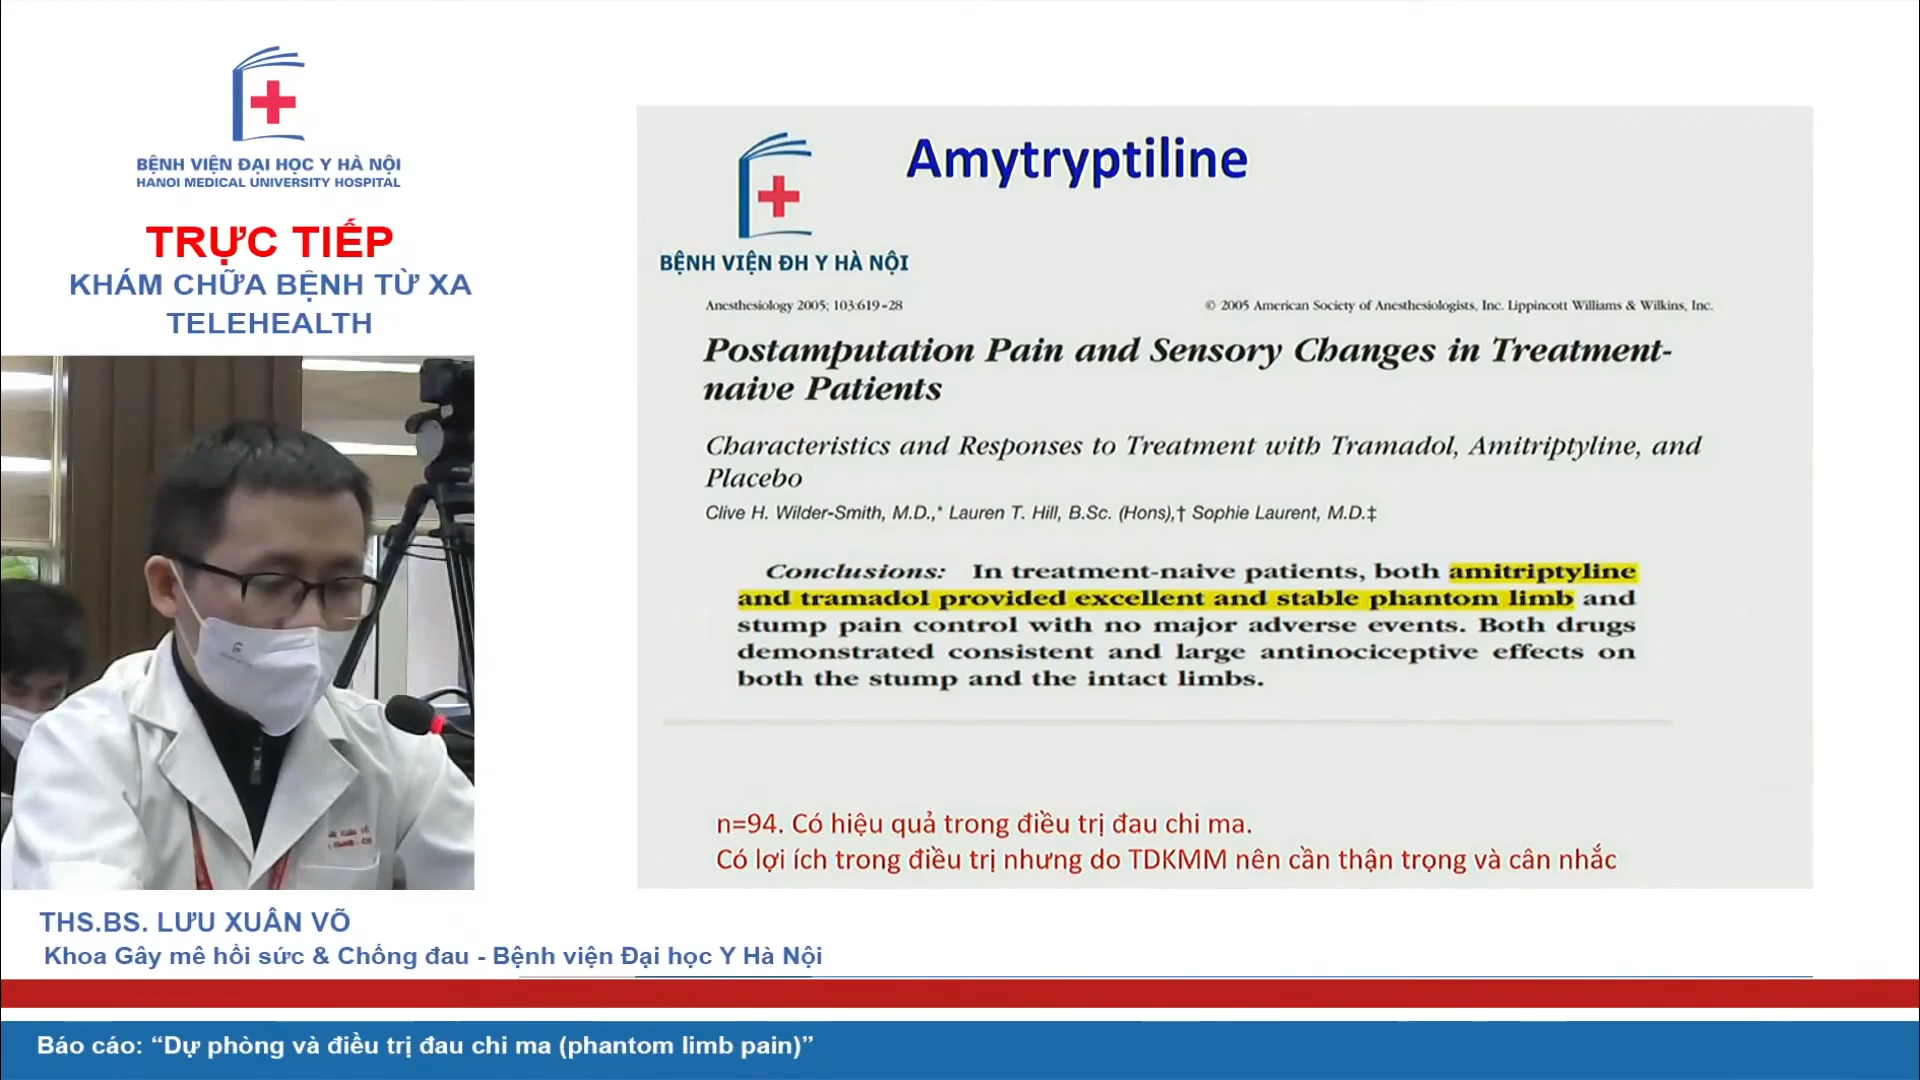 BỆNH VIỆN ĐẠI HỌC Y HÀ NỘI
HANOI MEDICAL UNIVERSITY HOSPITAL
TRỰC TIẾP
KHÁM CHỮA BỆNH TỪ XA
TELEHEALTH
Amytryptiline
BỆNH VIỆN ĐH Y HÀ NỘI
Anesthesiology 2005; 103:619–28
© 2005 American Society of Anesthesiologists, Inc. Lippincott Williams & Wilkins, Inc.
Postamputation Pain and Sensory Changes in Treatment-
naive Patients
Characteristics and Responses to Treatment with Tramadol, Amitriptyline, and
Placebo
Clive H. Wilder-Smith, M.D.,* Lauren T. Hill, B.Sc. (Hons),† Sophie Laurent, M.D.‡
Conclusions: In treatment-naive patients, both amitriptyline
and tramadol provided excellent and stable phantom limb and
stump pain control with no major adverse events. Both drugs
demonstrated consistent and large antinociceptive effects on
both the stump and the intact limbs.
n=94. Có hiệu quả trong điều trị đau chi ma.
Có lợi ích trong điều trị nhưng do TDKMM nên cần thận trọng và cân nhắc
THS.BS. LƯU XUÂN VÕ
Khoa Gây mê hồi sức & Chống đau - Bệnh viện Đại học Y Hà Nội
Báo cáo: “Dự phòng và điều trị đau chi ma (phantom limb pain)”